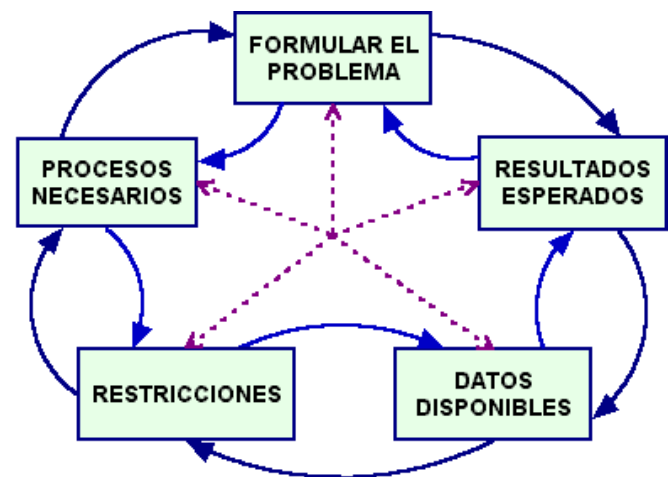 FORMULAR EL
PROBLEMA
PROCESOS
NECESARIOS
RESULTADOS
ESPERADOS
RESTRICCIONES
DATOS
DISPONIBLES